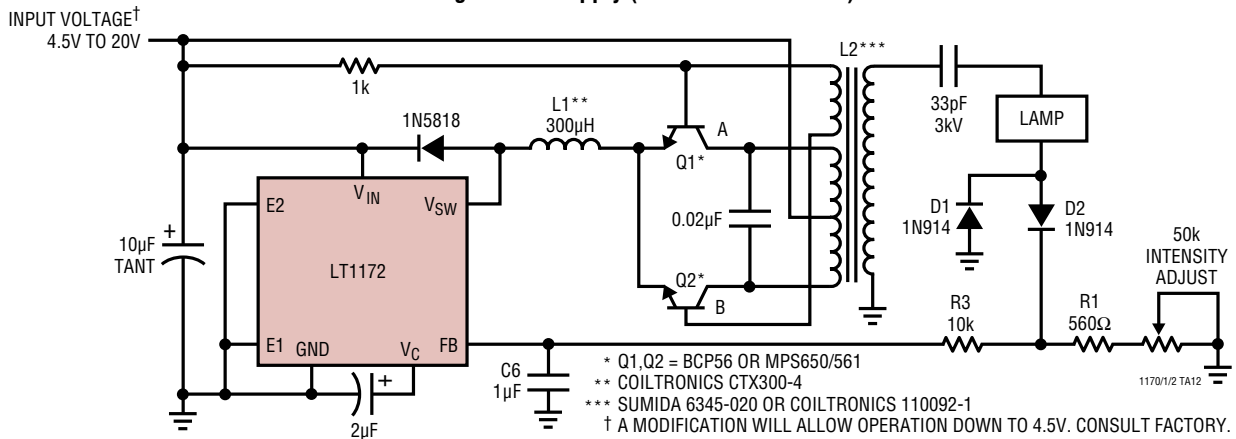 INPUT VOLTAGE†
4.5V TO 20V
1k
1N5818
L1**
300µH
A
Q1*
L2***
33pF
3kV
LAMP
E2
VIN
VSW
10µF
TANT
+
LT1172
0.02µF
Q2*
B
D1
1N914
D2
1N914
50k
INTENSITY
ADJUST
R3
10k
R1
560Ω
E1
GND
VC
FB
+
2µF
C6
1µF
* Q1,Q2 = BCP56 OR MPS650/561
** COILTRONICS CTX300-4
*** SUMIDA 6345-020 OR COILTRONICS 110092-1
† A MODIFICATION WILL ALLOW OPERATION DOWN TO 4.5V. CONSULT FACTORY.
1170/1/2 TA12